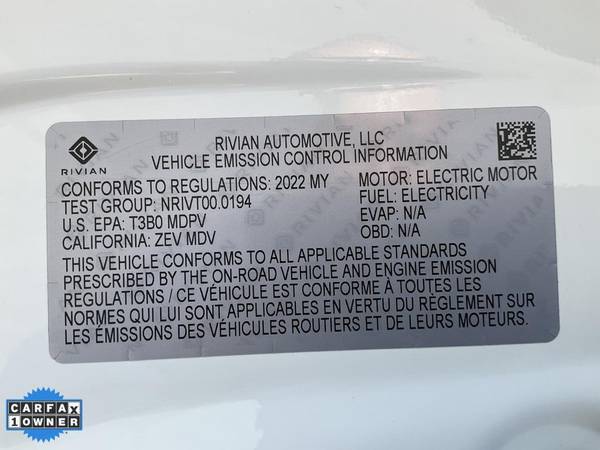 RIVIAN
RIVIAN AUTOMOTIVE, LLC
VEHICLE EMISSION CONTROL INFORMATION
CONFORMS TO REGULATIONS: 2022 MY
TEST GROUP: NRIVT00.0194
U.S. EPA: T3B0 MDPV
CALIFORNIA: ZEV MDV
MOTOR: ELECTRIC MOTOR
FUEL: ELECTRICITY
EVAP: N/A
OBD: N/A
THIS VEHICLE CONFORMS TO ALL APPLICABLE STANDARDS
PRESCRIBED BY THE ON-ROAD VEHICLE AND ENGINE EMISSION
REGULATIONS / CE VÉHICULE EST CONFORME À TOUTES LES
NORMES QUI LUI SONT APPLICABLES EN VERTU DU RÈGLEMENT SUR
LES ÉMISSIONS DES VÉHICULES ROUTIERS ET DE LEURS MOTEURS.
CARFAX
1 OWNER